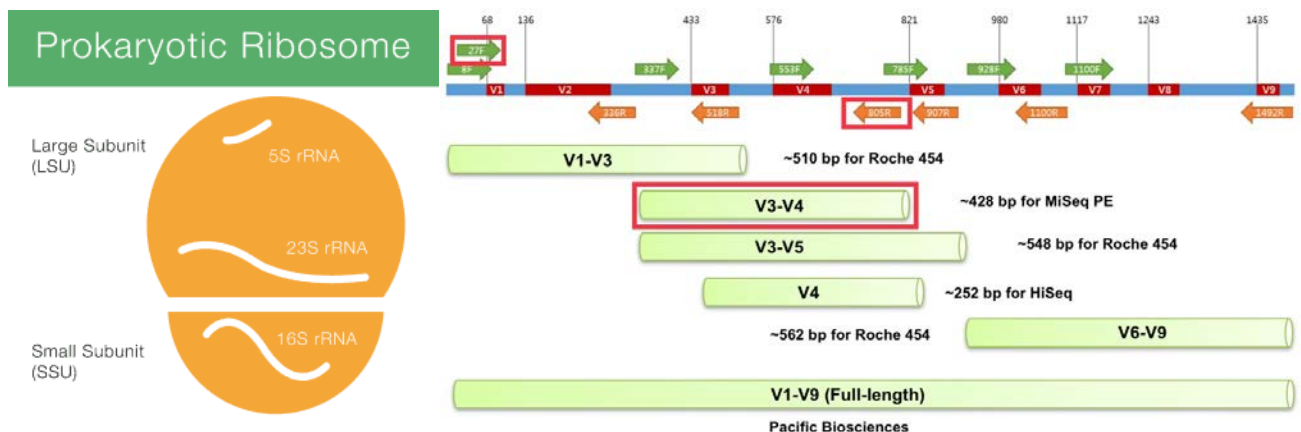 Prokaryotic Ribosome
Large Subunit
(LSU)
5S rRNA
23S rRNA
Small Subunit
(SSU)
16S rRNA
68 136 433 576 821 980 1117 1243 1435
27F
8F 337F 553F 785F 928F 1100F
V1 V2 V3 V4 V5 V6 V7 V8 V9
336R 518R 805R 907R 1100R 1492R
V1-V3 ~510 bp for Roche 454
V3-V4 ~428 bp for MiSeq PE
V3-V5 ~548 bp for Roche 454
V4 ~252 bp for HiSeq
~562 bp for Roche 454 V6-V9
V1-V9 (Full-length)
Pacific Biosciences